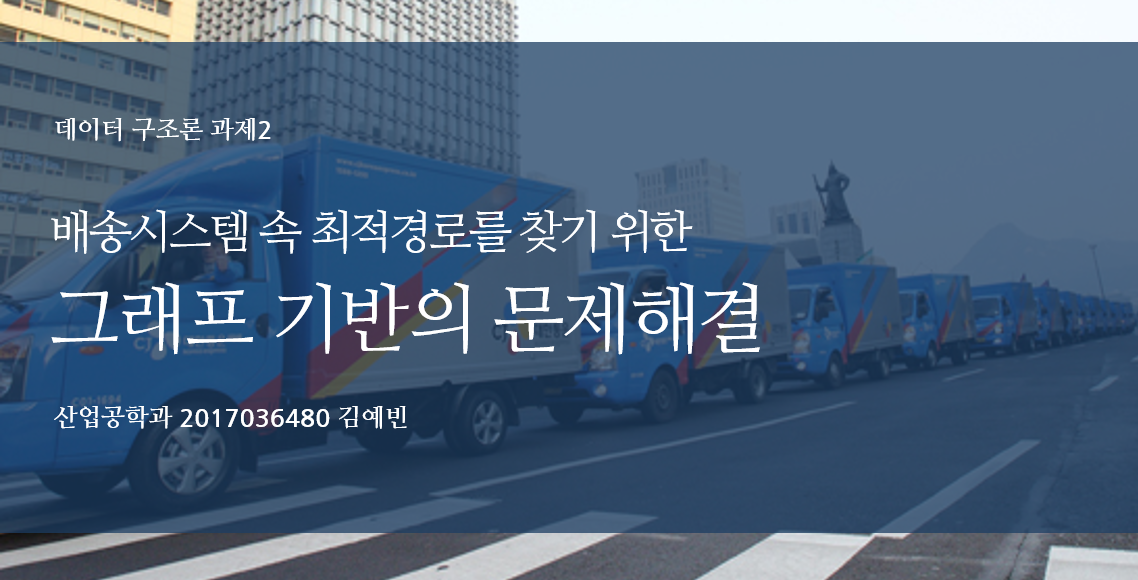 데이터 구조론 과제2
배송시스템 속 최적경로를 찾기 위한
그래프 기반의 문제해결
산업공학과 2017036480 김예빈